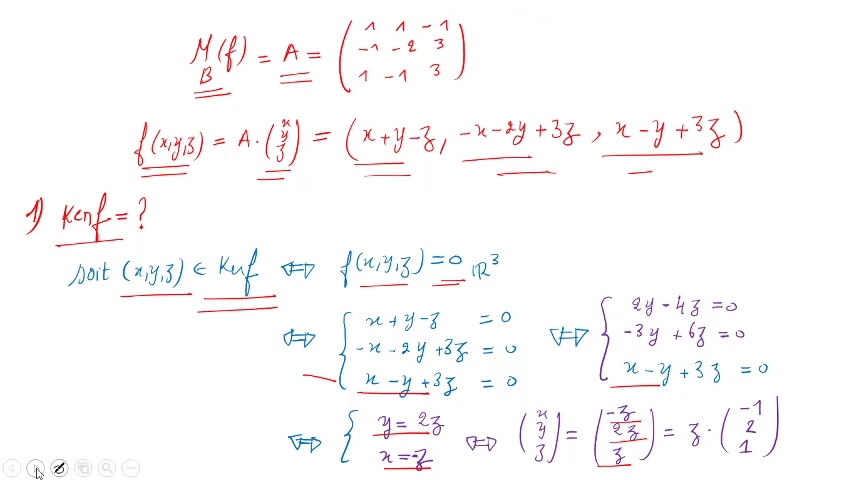 M_B(f) = A = ( 1 1 -1 ; -1 -2 3 ; 1 -1 3 )
f(x,y,z) = A · (x ; y ; z) = (x+y-z, -x-2y+3z, x-y+3z)
1) Kerf = ?
soit (x,y,z) ∈ Kerf ⟺ f(x,y,z) = 0 ℝ³
⟺ { x+y-z = 0 ; -x-2y+3z = 0 ; x-y+3z = 0 ⟺ { 2y-4z = 0 ; -3y+6z = 0 ; x-y+3z = 0
⟺ { y = 2z ; x = -z ⟺ (x ; y ; z) = (-z ; 2z ; z) = z · (-1 ; 2 ; 1)